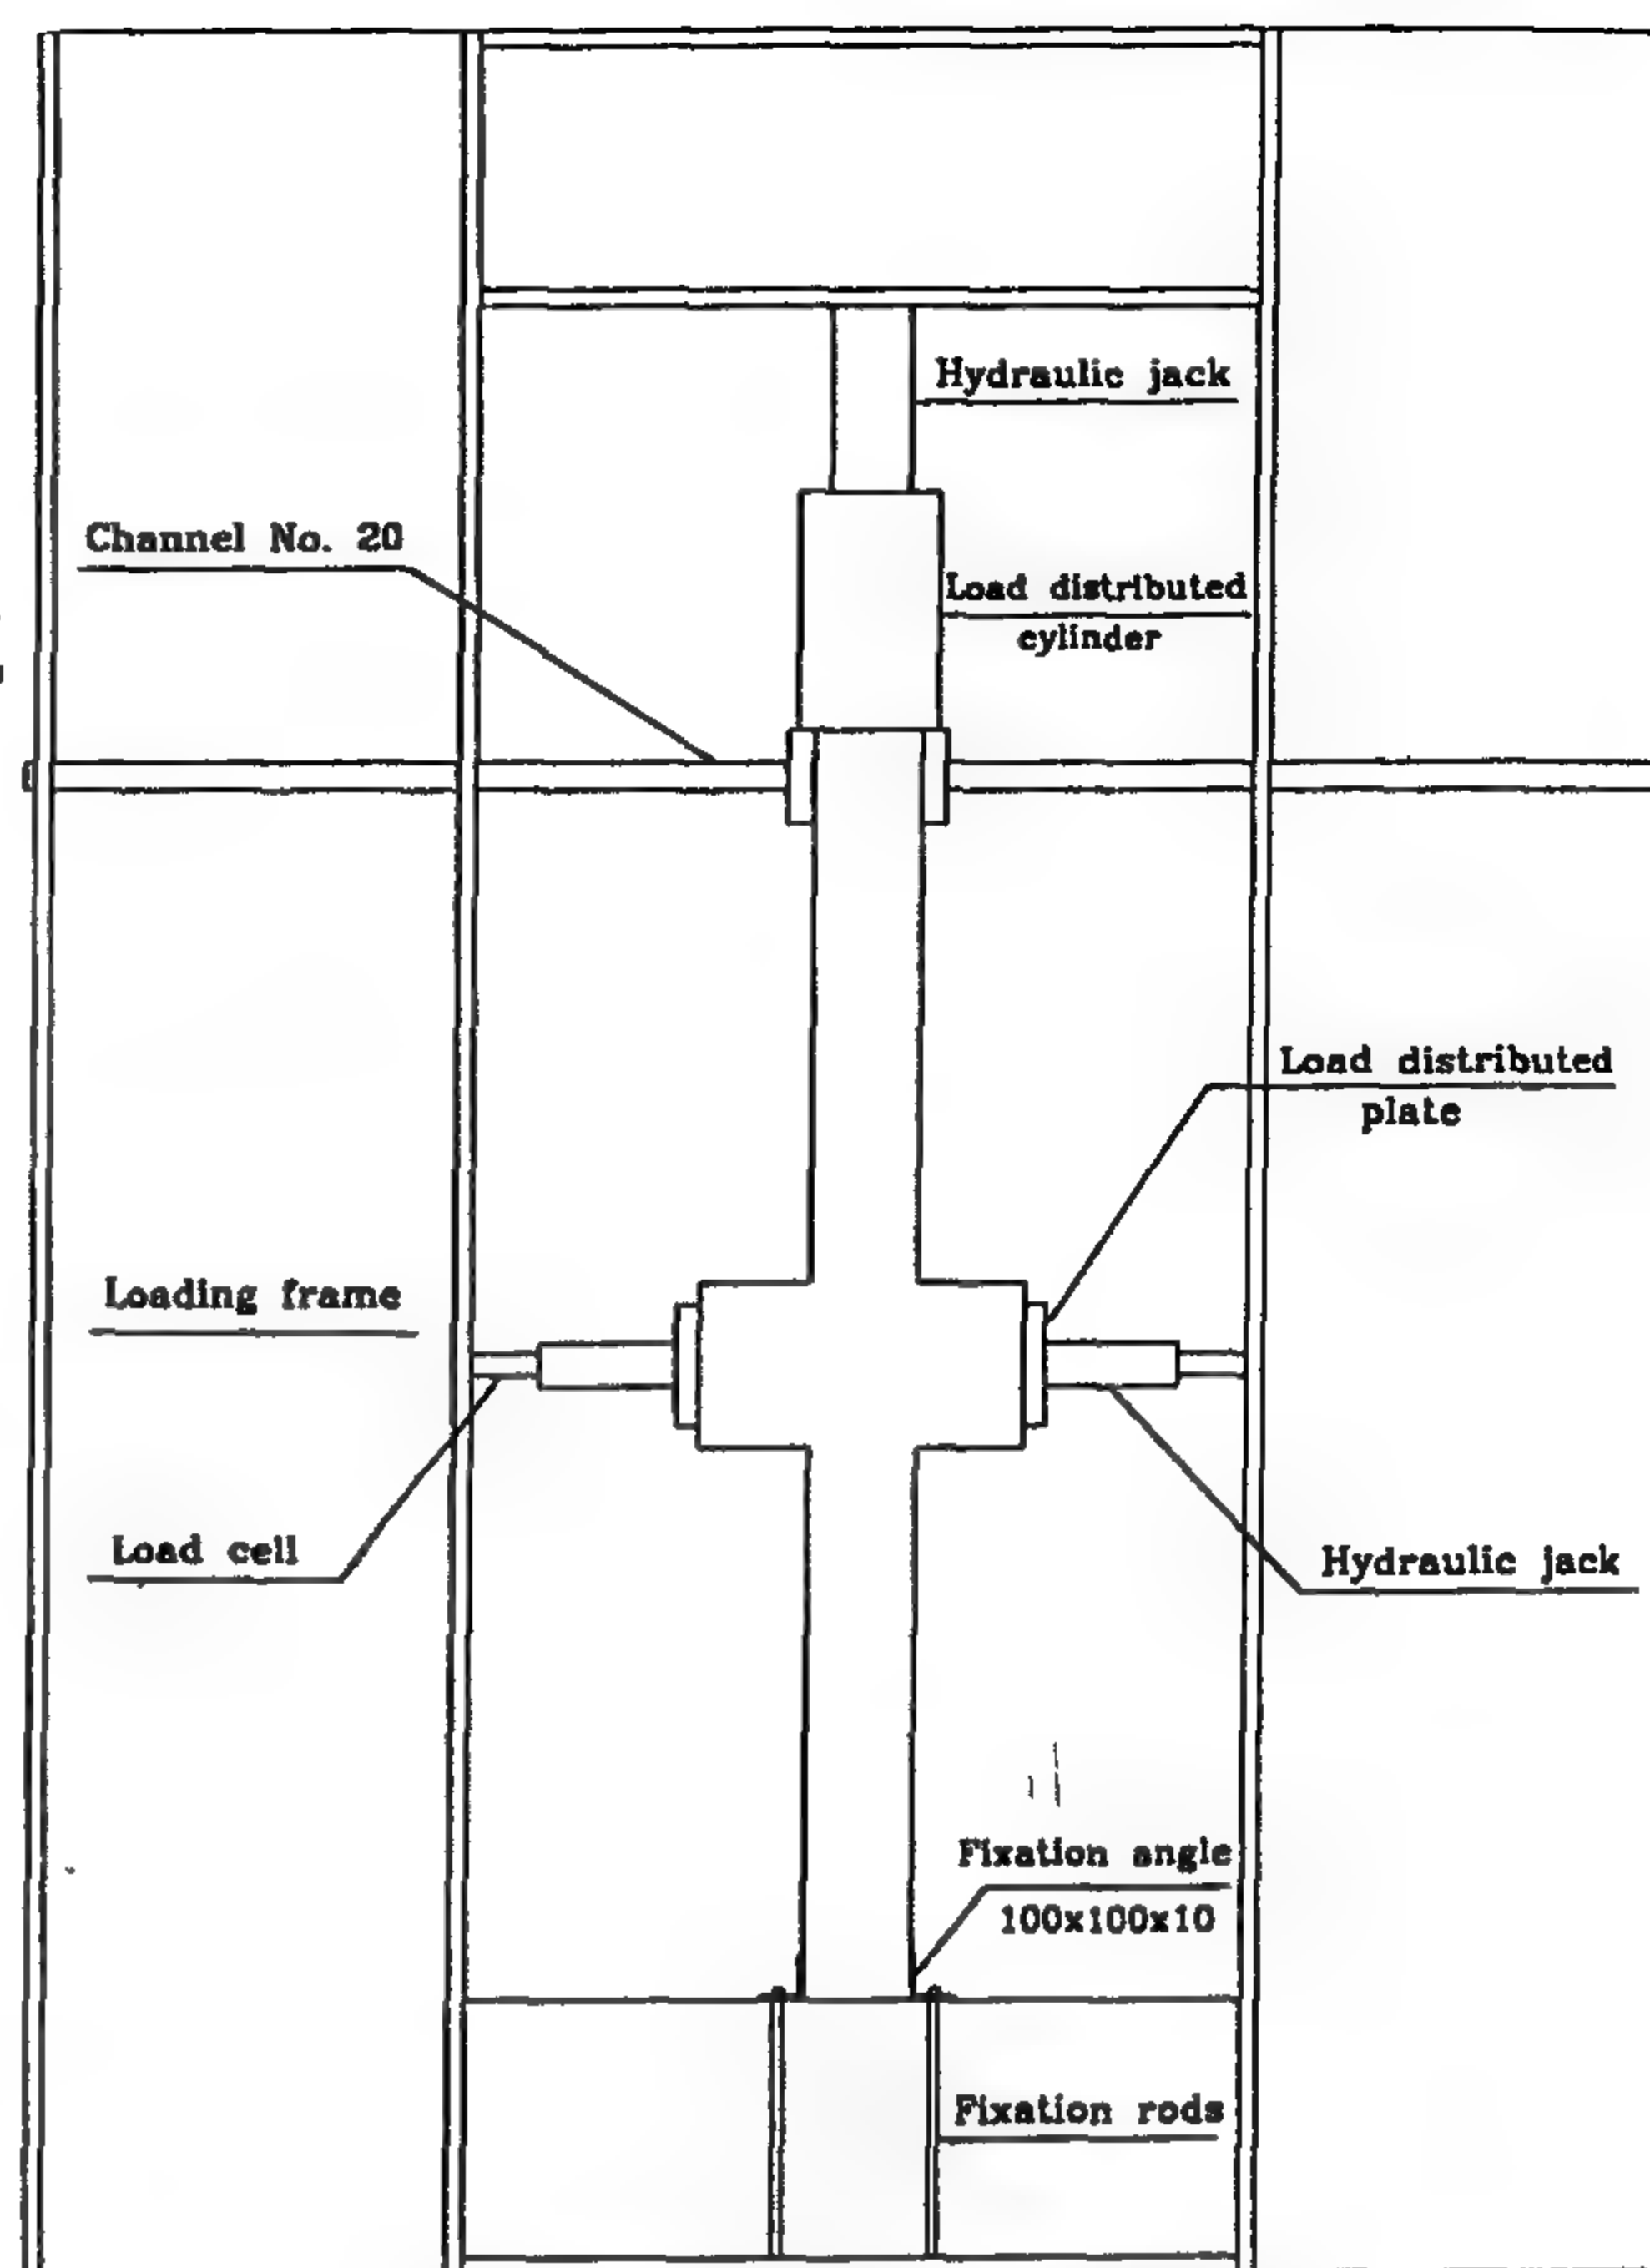 Hydraulic jack
Channel No. 20
Load distributed
cylinder
Load distributed
plate
Loading frame
Load cell
Hydraulic jack
Fixation angle
100x100x10
Fixation rods